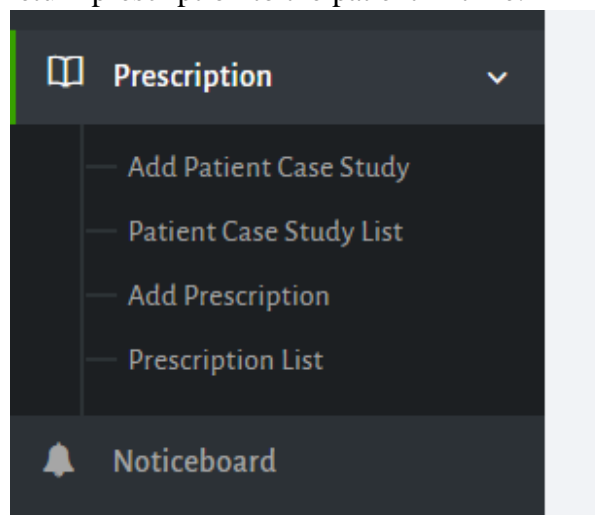 Prescription
Add Patient Case Study
Patient Case Study List
Add Prescription
Prescription List
Noticeboard